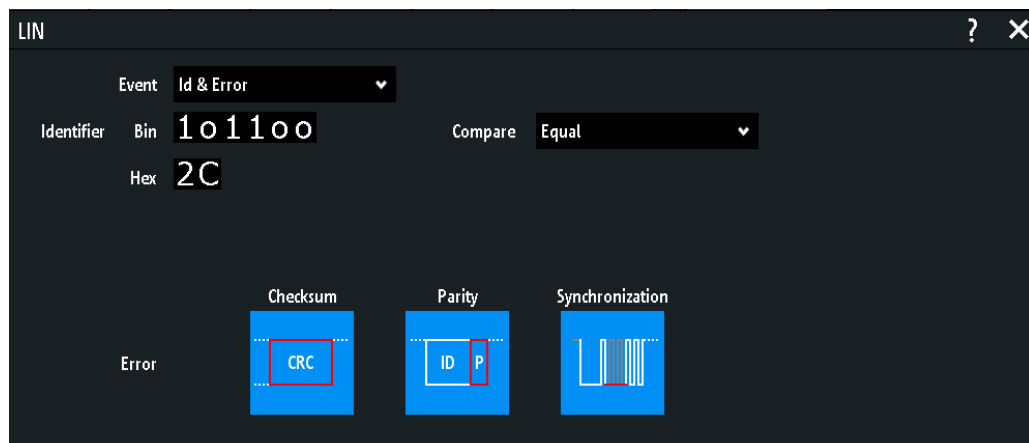 LIN ? ×
Event Id & Error
Identifier Bin 1o11oo Compare Equal
Hex 2C
Checksum Parity Synchronization
Error CRC ID P